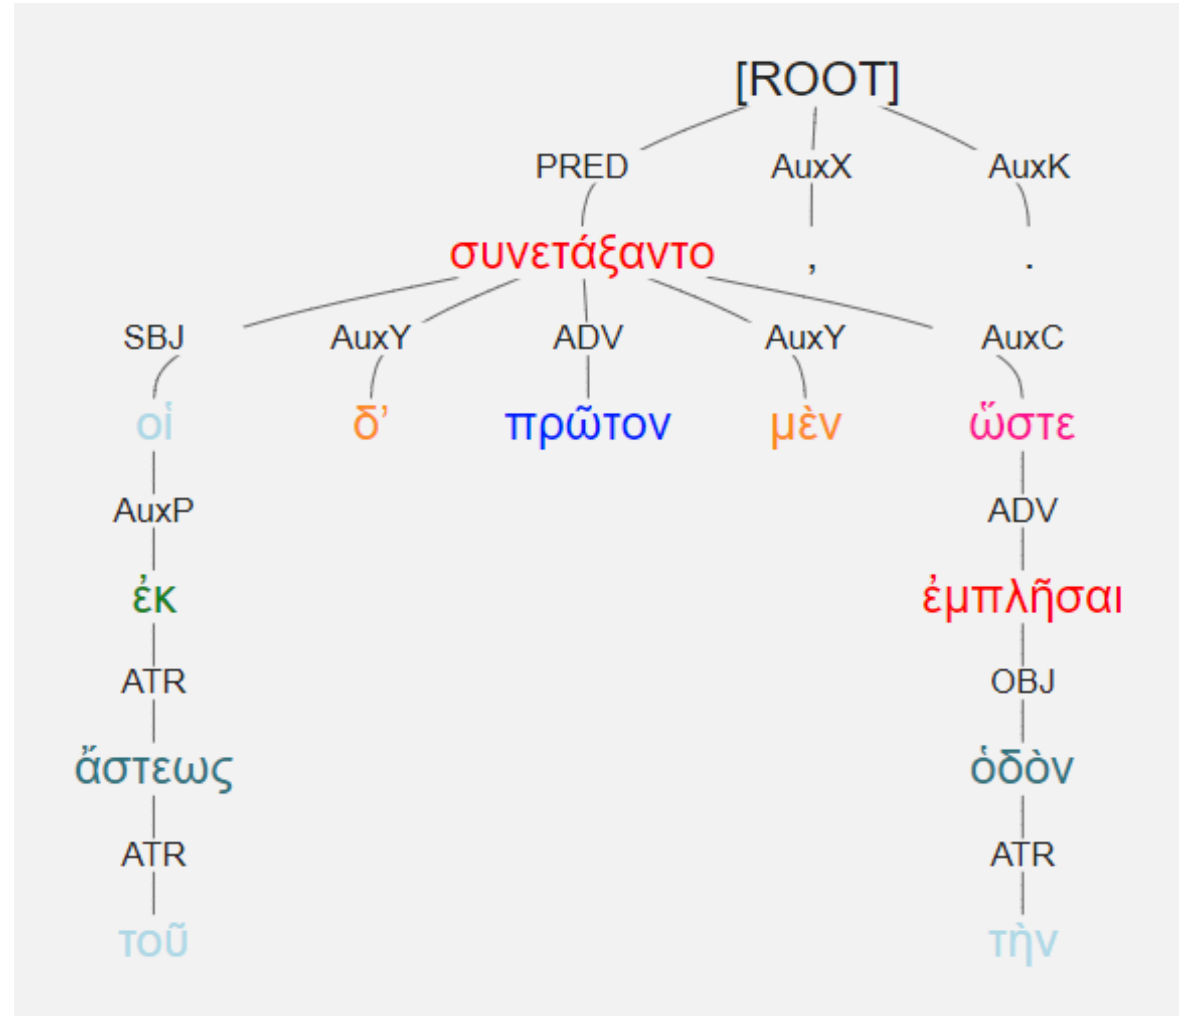 [ROOT]
PRED AuxX AuxK
συνετάξαντο , .
SBJ AuxY ADV AuxY AuxC
οἱ δ’ πρῶτον μὲν ὥστε
AuxP ADV
ἐκ ἐμπλῆσαι
ATR OBJ
ἄστεως ὁδὸν
ATR ATR
τοῦ τὴν